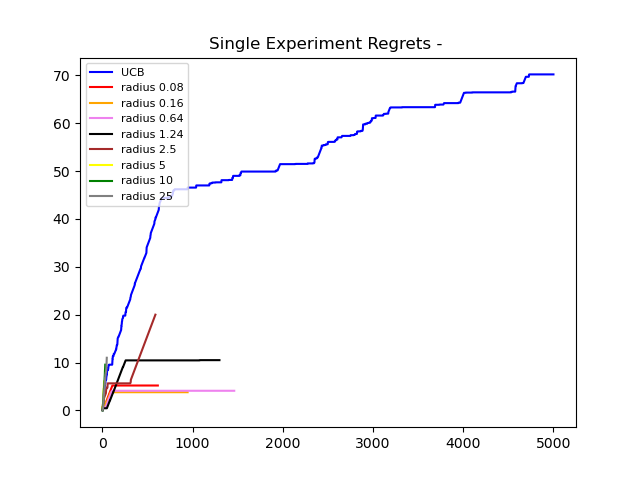 Single Experiment Regrets -
70
60
50
40
30
20
10
0
UCB
radius 0.08
radius 0.16
radius 0.64
radius 1.24
radius 2.5
radius 5
radius 10
radius 25
0 1000 2000 3000 4000 5000